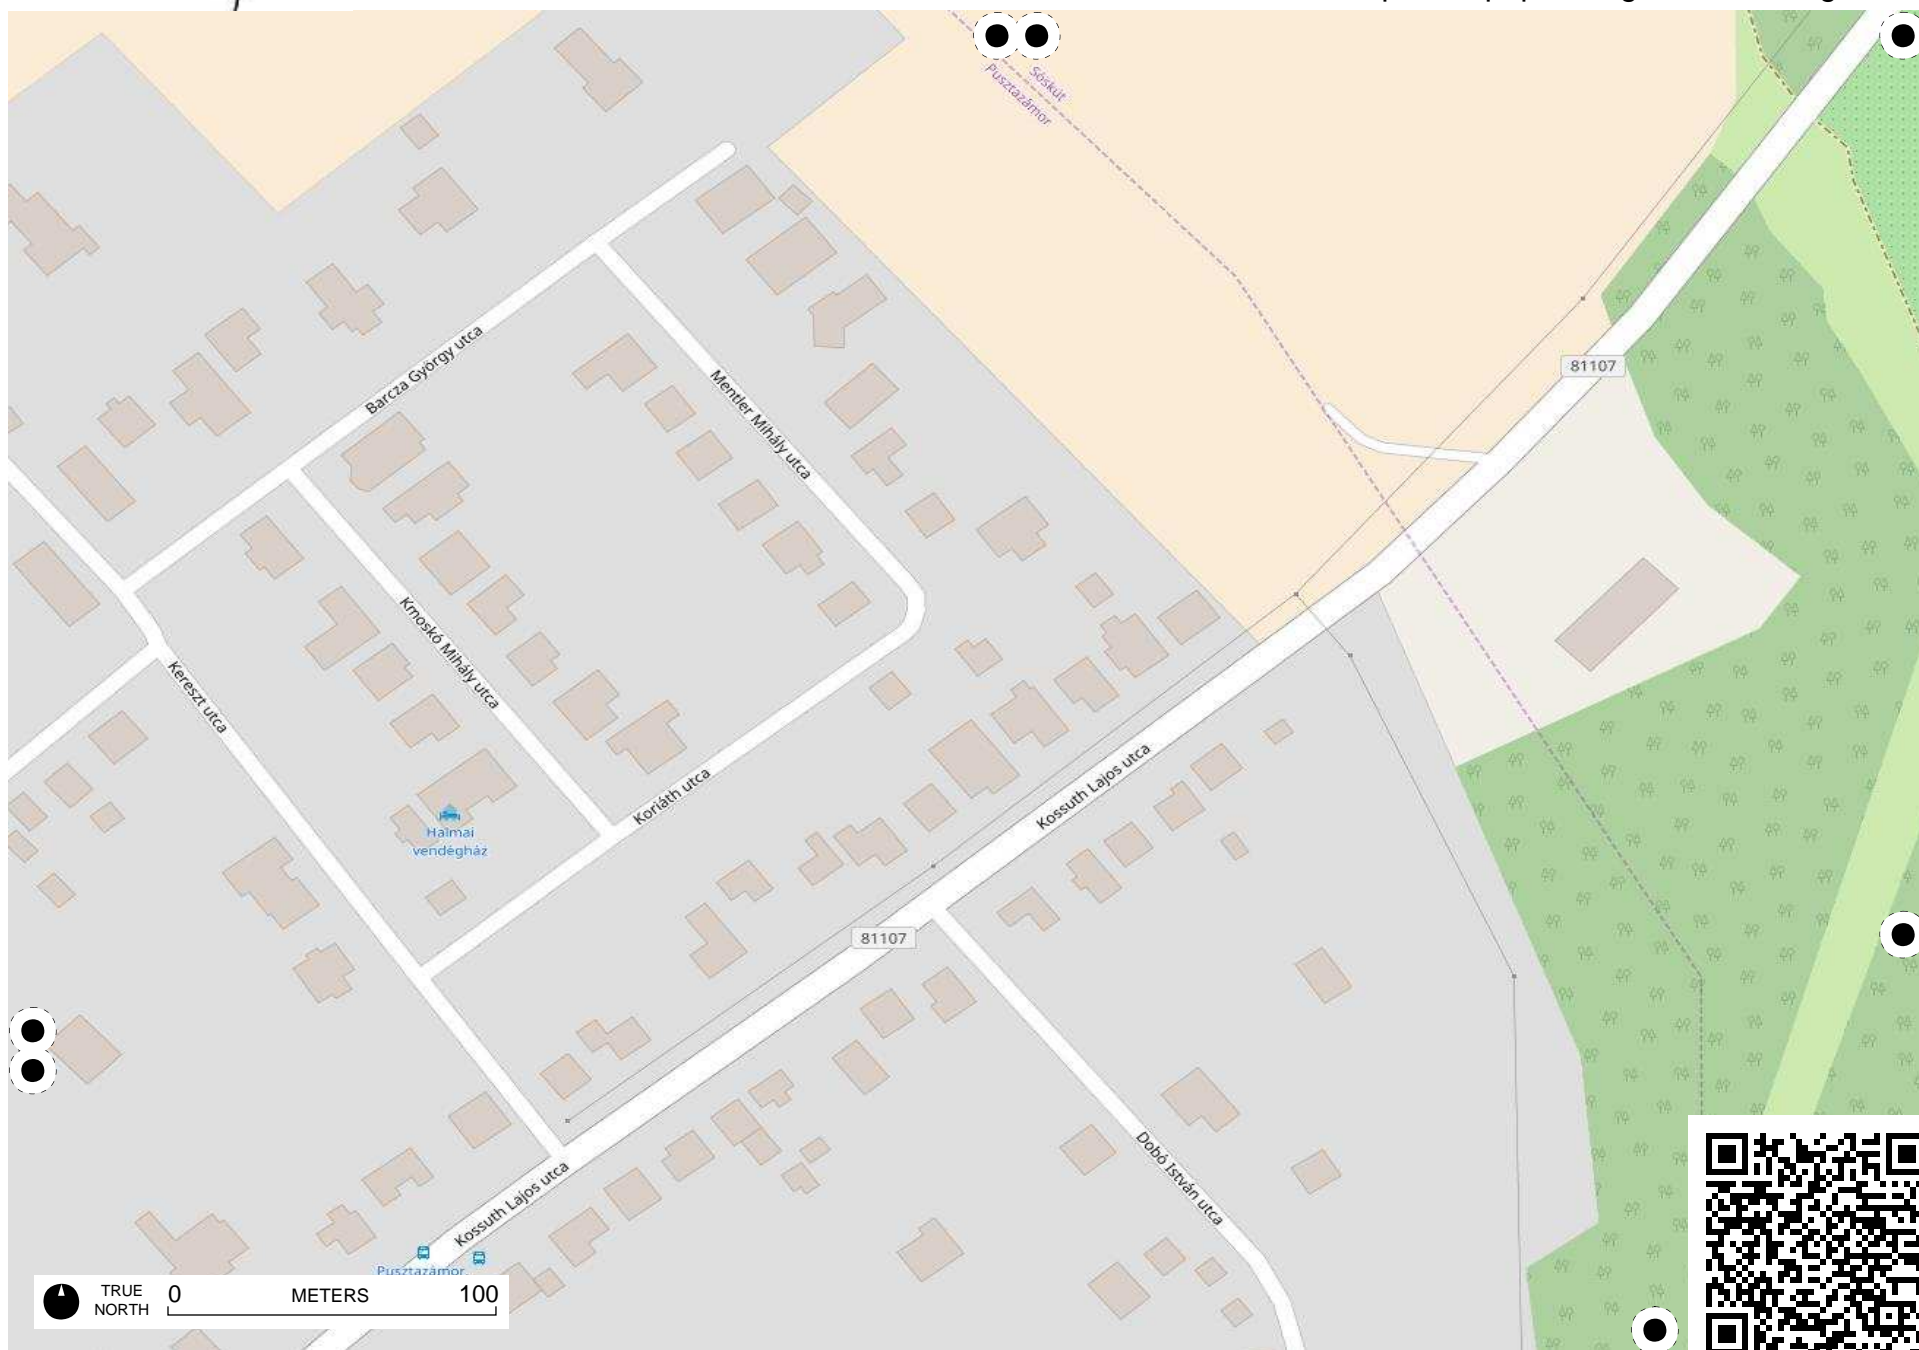 Sóskút
Pusztazámor
81107
Barcza György utca
Mentler Mihály utca
Kmoskó Mihály utca
Kereszt utca
Koriáth utca
Kossuth Lajos utca
Halmai
vendégház
81107
Dobó István utca
Kossuth Lajos utca
Pusztazámor,
TRUE
NORTH
0 METERS 100